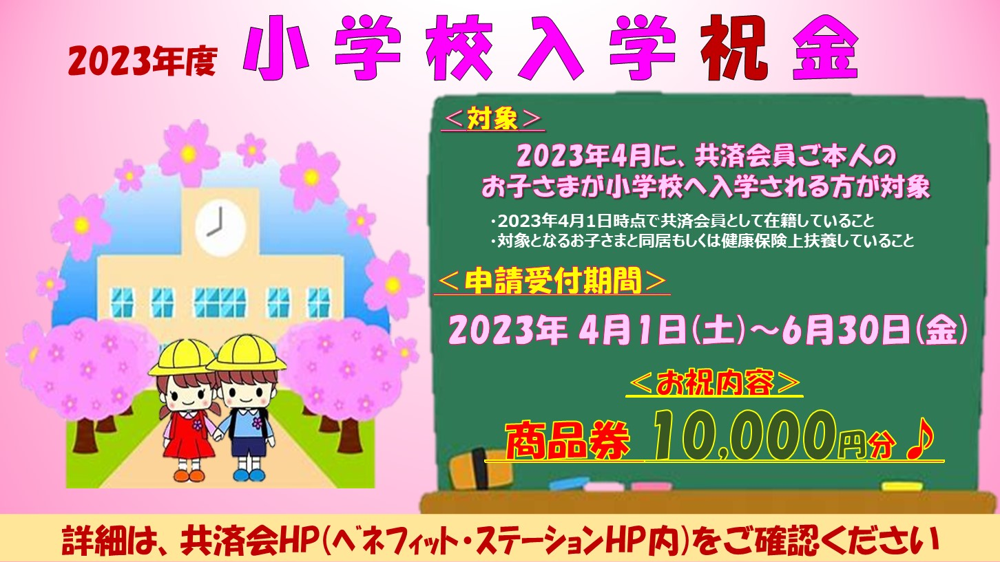 2023年度 小学校入学祝金
＜対象＞
2023年4月に、共済会員ご本人の
お子さまが小学校へ入学される方が対象
・2023年4月1日時点で共済会員として在籍していること
・対象となるお子さまと同居もしくは健康保険上扶養していること
＜申請受付期間＞
2023年 4月1日(土)～6月30日(金)
＜お祝内容＞
商品券 10,000円分♪
詳細は、共済会HP(ﾍﾞネフィｯﾄ・ステーションHP内)をご確認ください